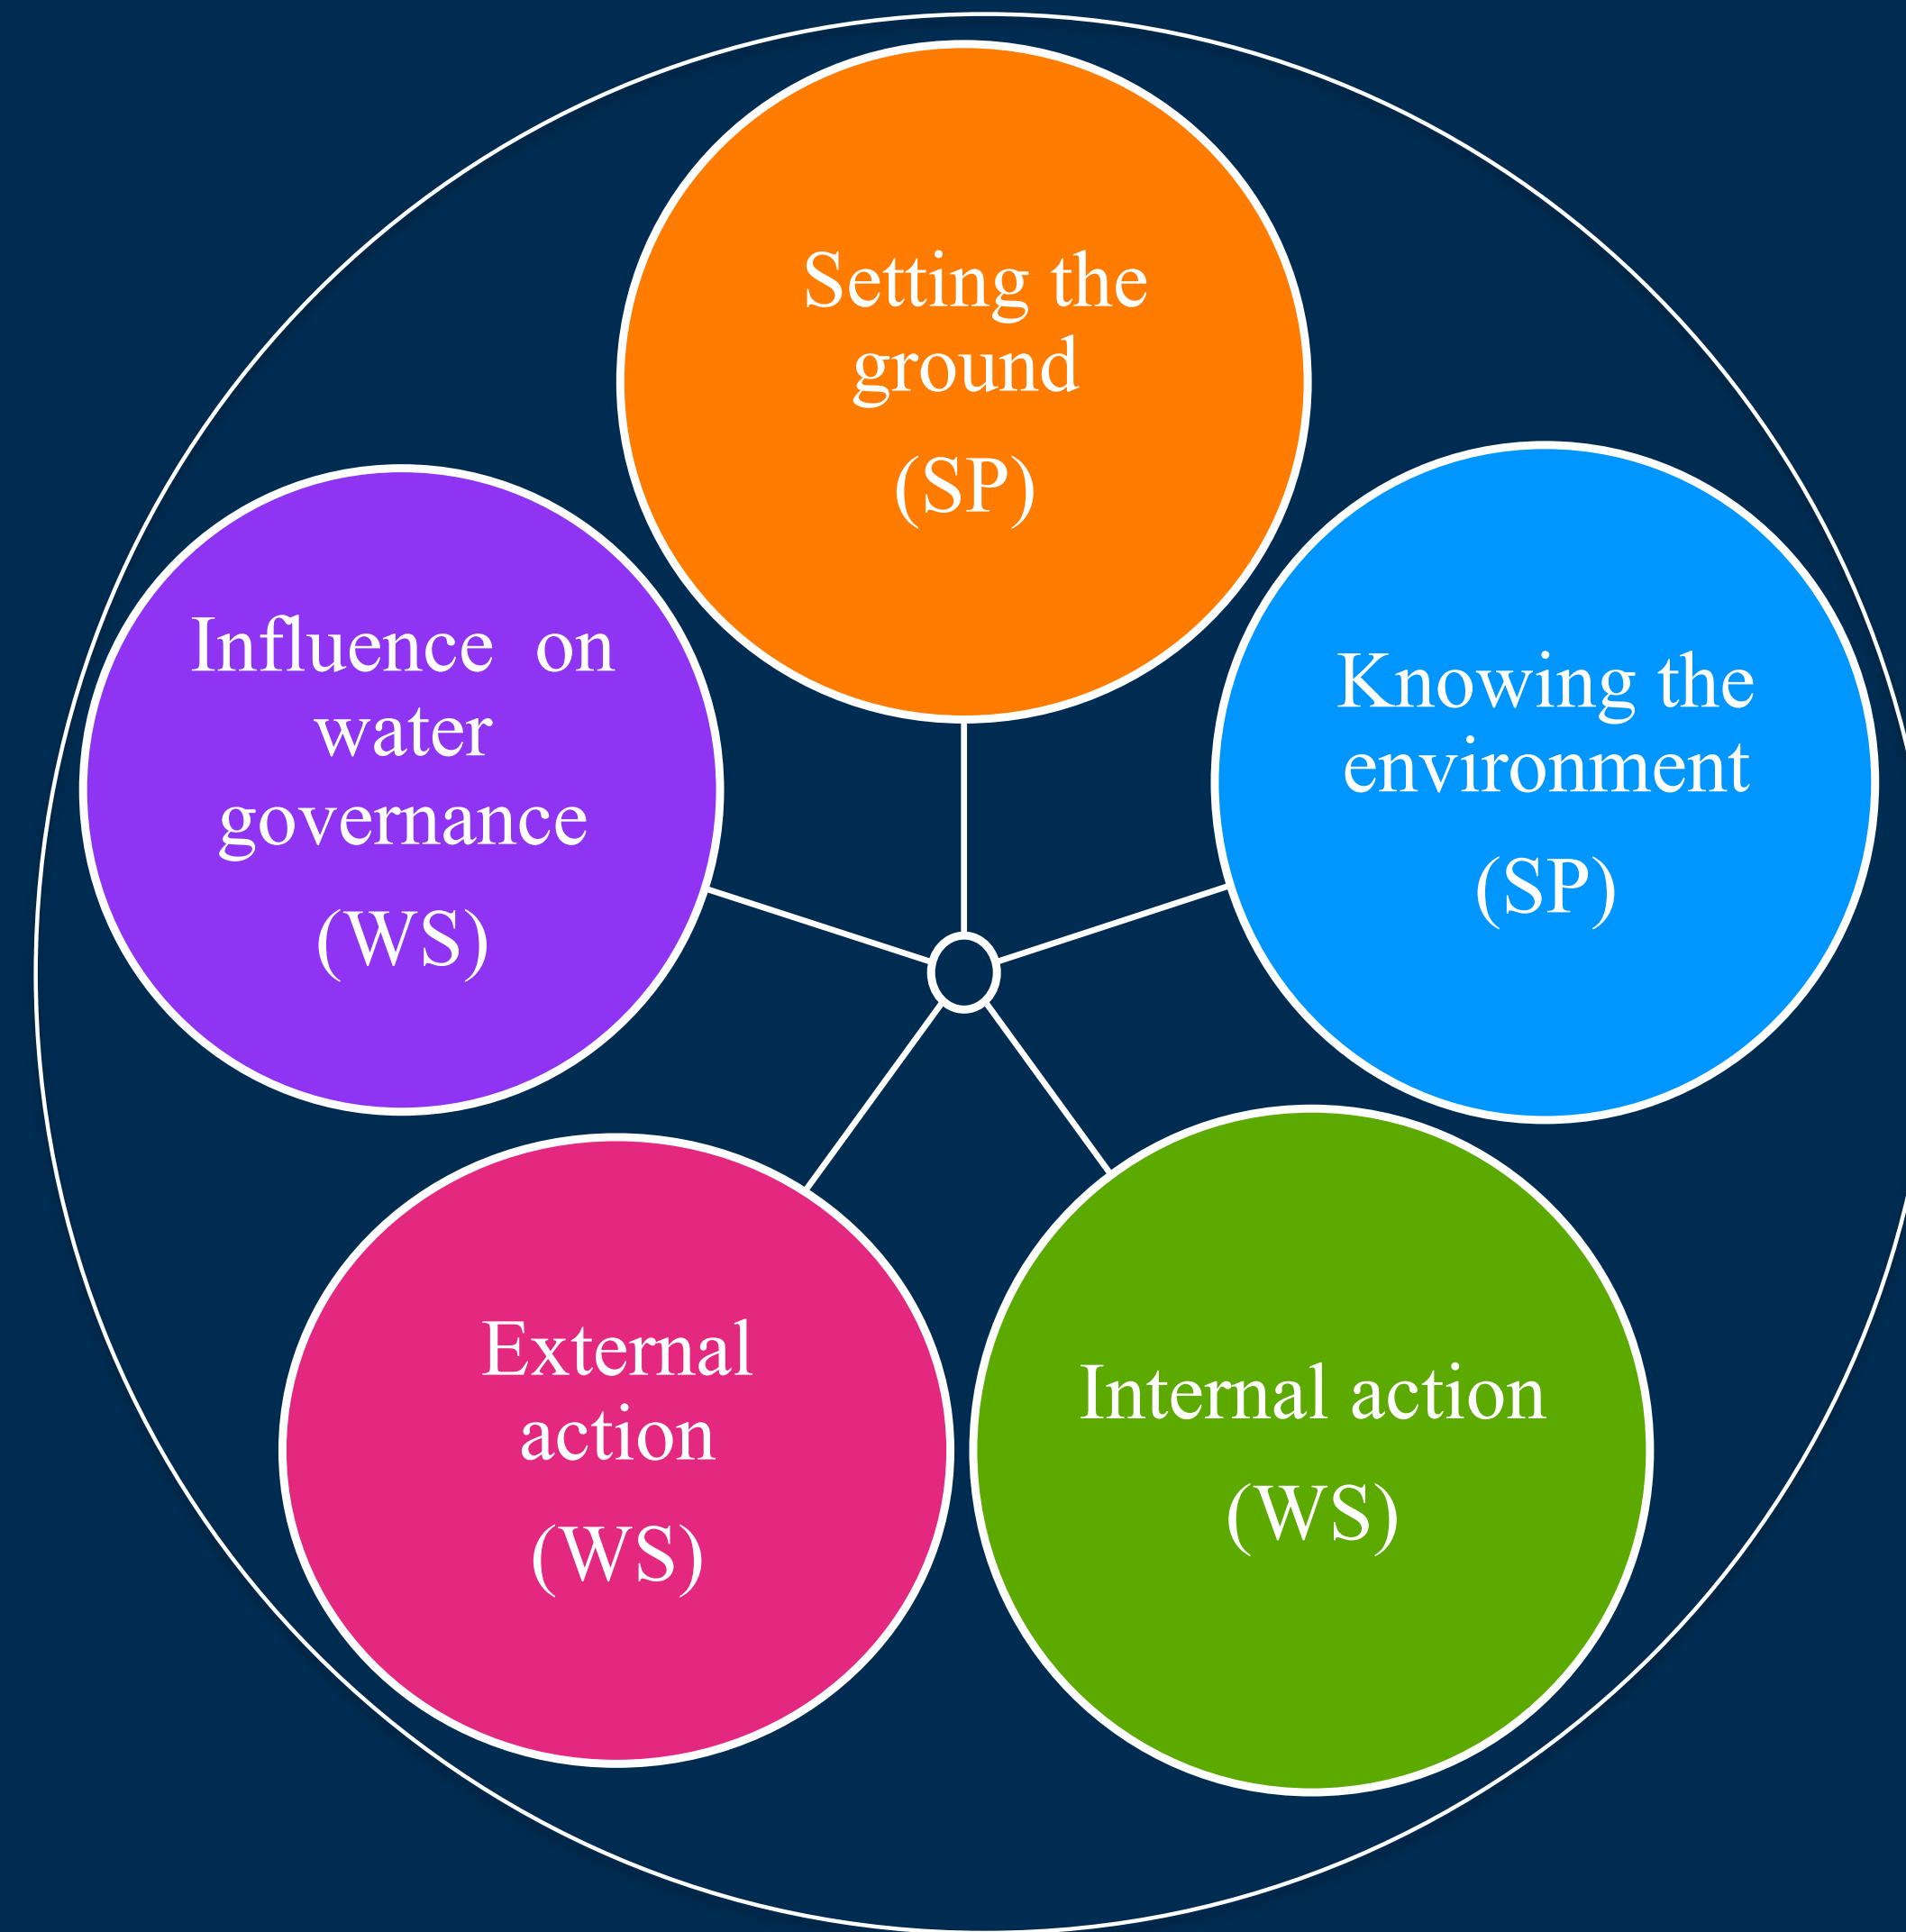 Setting the
ground
(SP)
Knowing the
environment
(SP)
Internal action
(WS)
External
action
(WS)
Influence on
water
governance
(WS)